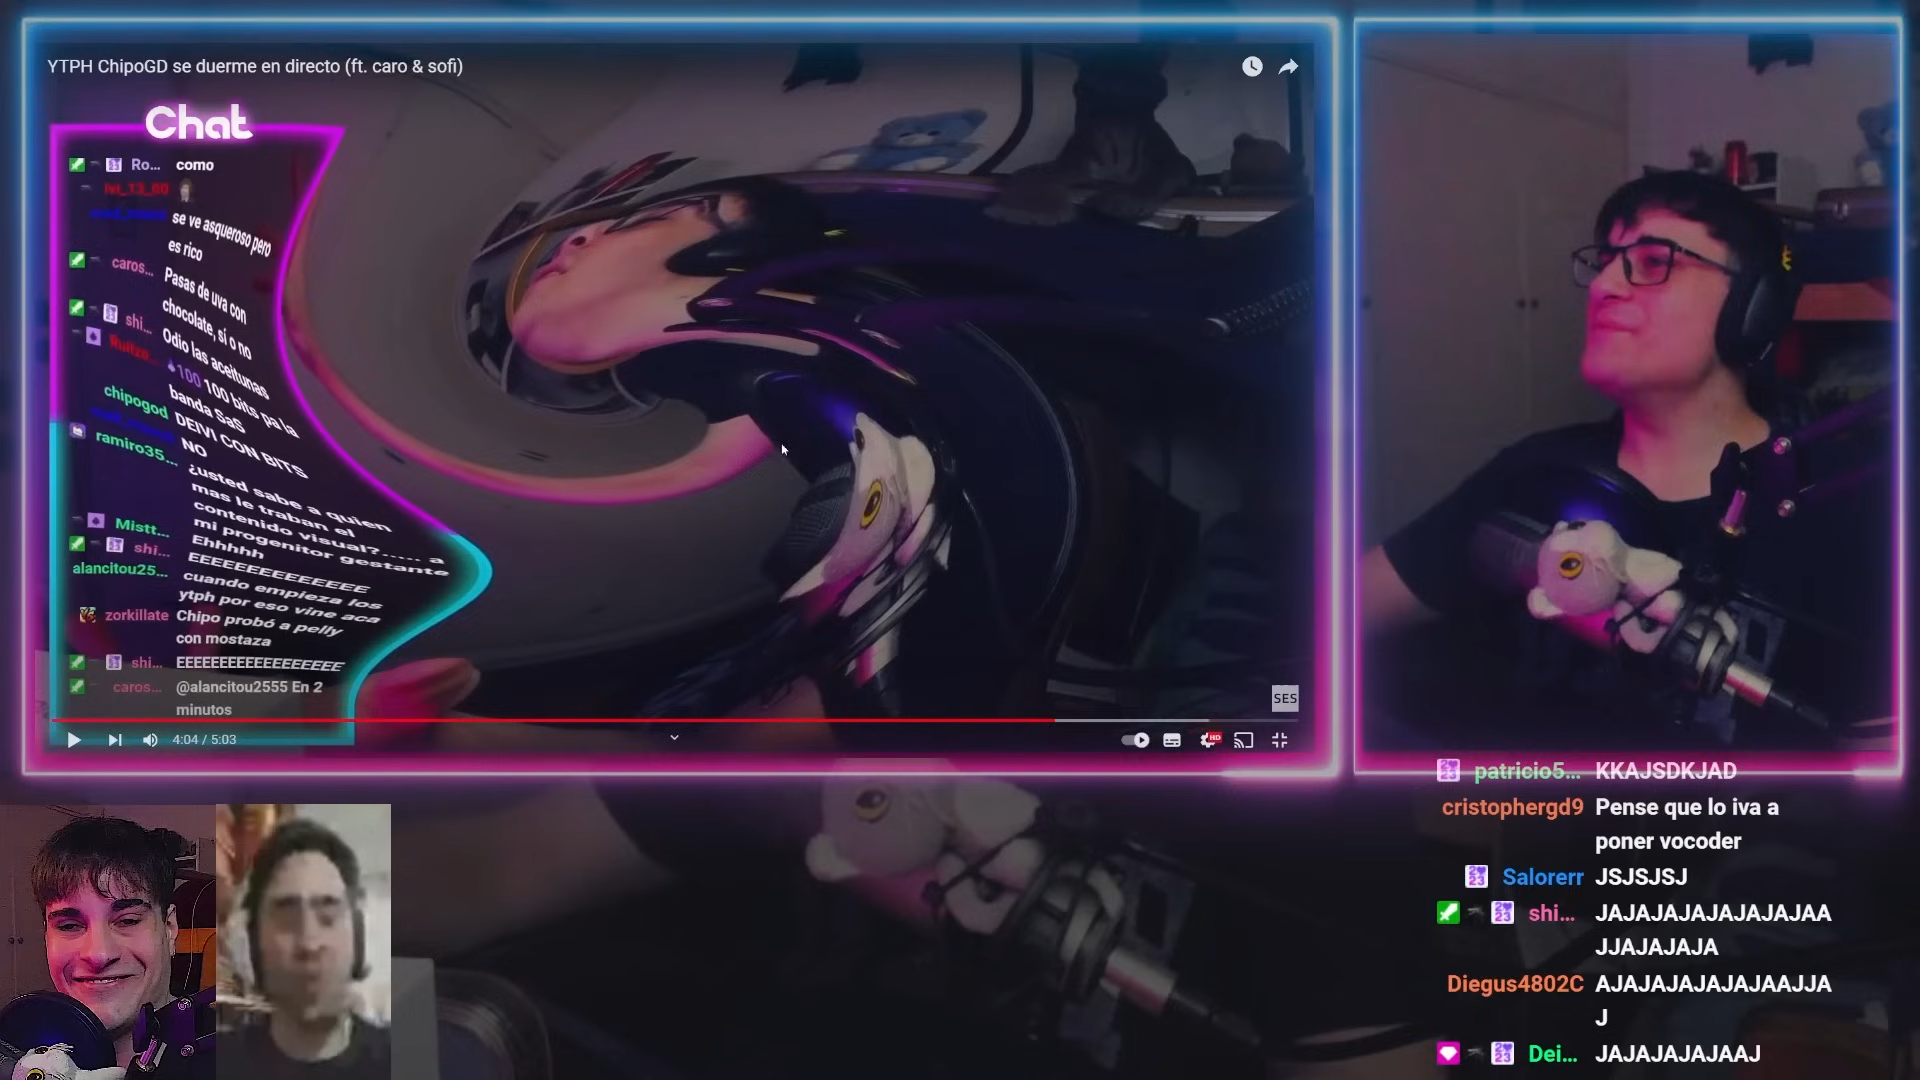 YTPH ChipoGD se duerme en directo (ft. caro & sofi)
Chat
Ro... como
lvi_13_80
se ve asqueroso pero
es rico
caros... Pasas de uva con
chocolate, sí o no
shi... Odio las aceitunas
100 100 bits pa la
banda SaS
chipogod DEIVI CON BITS
NO
ramiro35... ¿usted sabe a quien
mas le traban el
contenido visual?..... a
mi progenitor gestante
Mistt... Ehhhhh
shi... EEEEEEEEEEEEEEE
alancitou25... cuando empieza los
ytph por eso vine aca
zorkillate Chipo probó a pelly
con mostaza
shi... EEEEEEEEEEEEEEEEEEE
caros... @alancitou2555 En 2
minutos
SES
4:04 / 5:03
HD
patricio5... KKAJSDKJAD
cristophergd9 Pense que lo iva a
poner vocoder
Salorerr JSJSJSJ
shi... JAJAJAJAJAJAJAJAA
JJAJAJAJA
Diegus4802C AJAJAJAJAJAJAAJJA
J
Dei... JAJAJAJAJAAJ